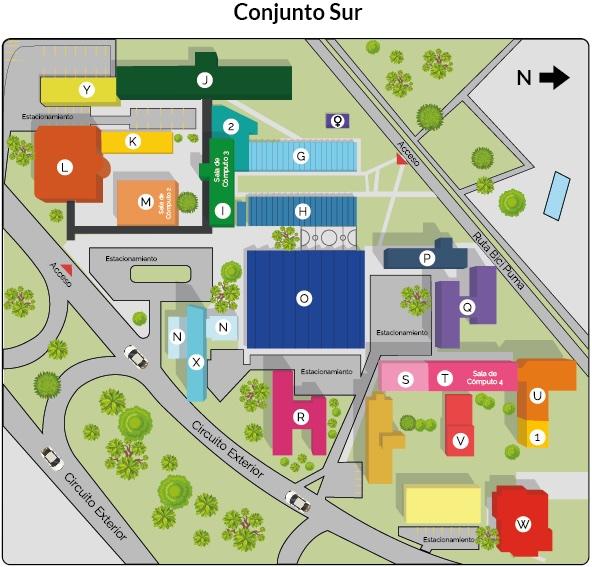 Conjunto Sur
N
J
Y
Estacionamiento
2
K
G
Acceso
L
Sala de
Cómputo 3
M
Sala de
Cómputo 2
I
H
Ruta Bici Puma
Estacionamiento
P
Acceso
O
Q
N
N
Estacionamiento
X
Estacionamiento
S
T
Sala de
Cómputo 4
U
R
V
1
Circuito Exterior
Circuito Exterior
W
Estacionamiento